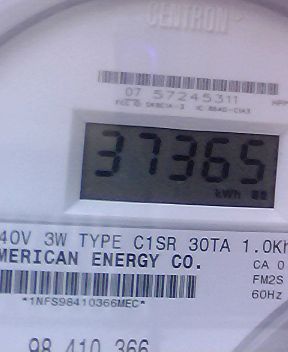 CENTRON
07 57245311
37365
kWh
40V 3W TYPE C1SR 30TA 1.0Kh
MERICAN ENERGY CO.
CA 0
FM2S
60Hz
*1NFS98410366MEC*
98 410 366